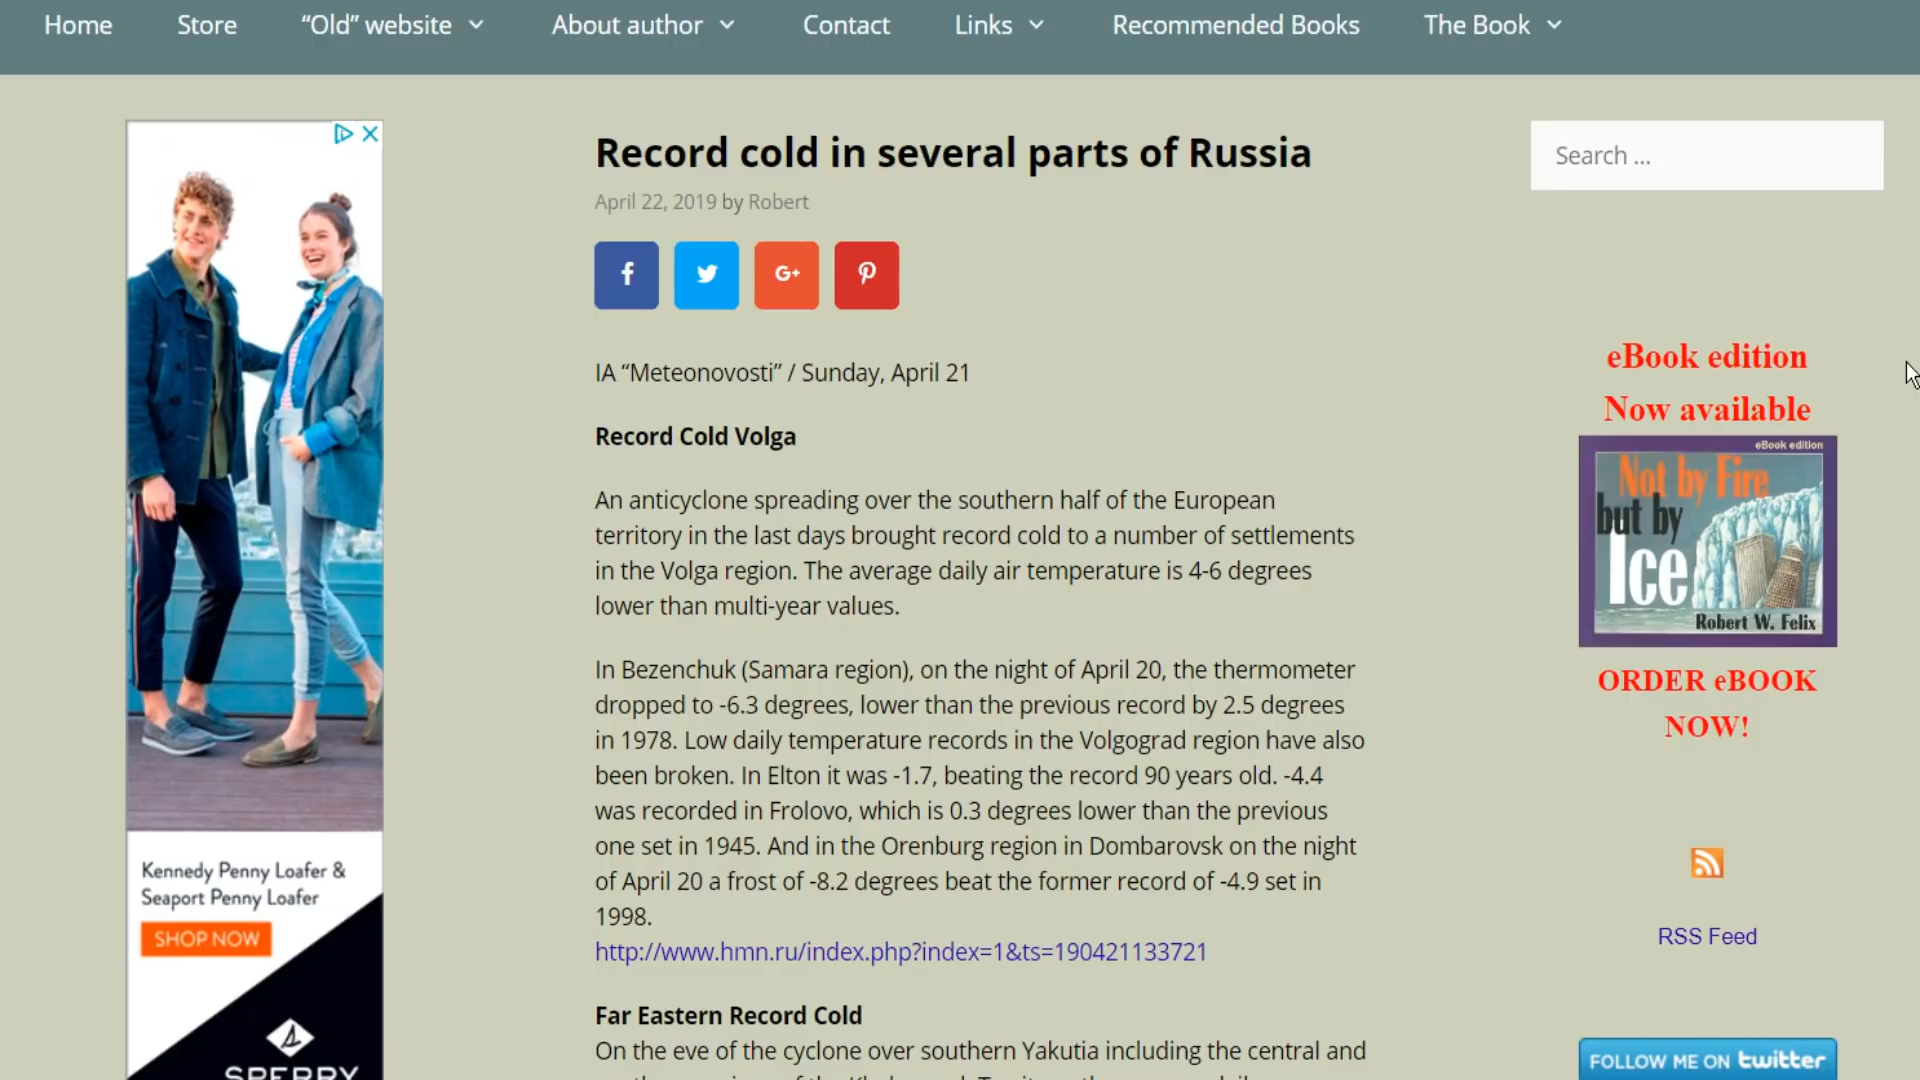 Home Store “Old” website About author Contact Links Recommended Books The Book
Record cold in several parts of Russia
April 22, 2019 by Robert
IA “Meteonovosti” / Sunday, April 21
Record Cold Volga
An anticyclone spreading over the southern half of the European
territory in the last days brought record cold to a number of settlements
in the Volga region. The average daily air temperature is 4-6 degrees
lower than multi-year values.
In Bezenchuk (Samara region), on the night of April 20, the thermometer
dropped to -6.3 degrees, lower than the previous record by 2.5 degrees
in 1978. Low daily temperature records in the Volgograd region have also
been broken. In Elton it was -1.7, beating the record 90 years old. -4.4
was recorded in Frolovo, which is 0.3 degrees lower than the previous
one set in 1945. And in the Orenburg region in Dombarovsk on the night
of April 20 a frost of -8.2 degrees beat the former record of -4.9 set in
1998.
http://www.hmn.ru/index.php?index=1&ts=190421133721
Far Eastern Record Cold
On the eve of the cyclone over southern Yakutia including the central and
Kennedy Penny Loafer &
Seaport Penny Loafer
SHOP NOW
SPERRY
Search ...
eBook edition
Now available
eBook edition
Not by Fire
but by
Ice
Robert W. Felix
ORDER eBOOK
NOW!
RSS Feed
FOLLOW ME ON twitter